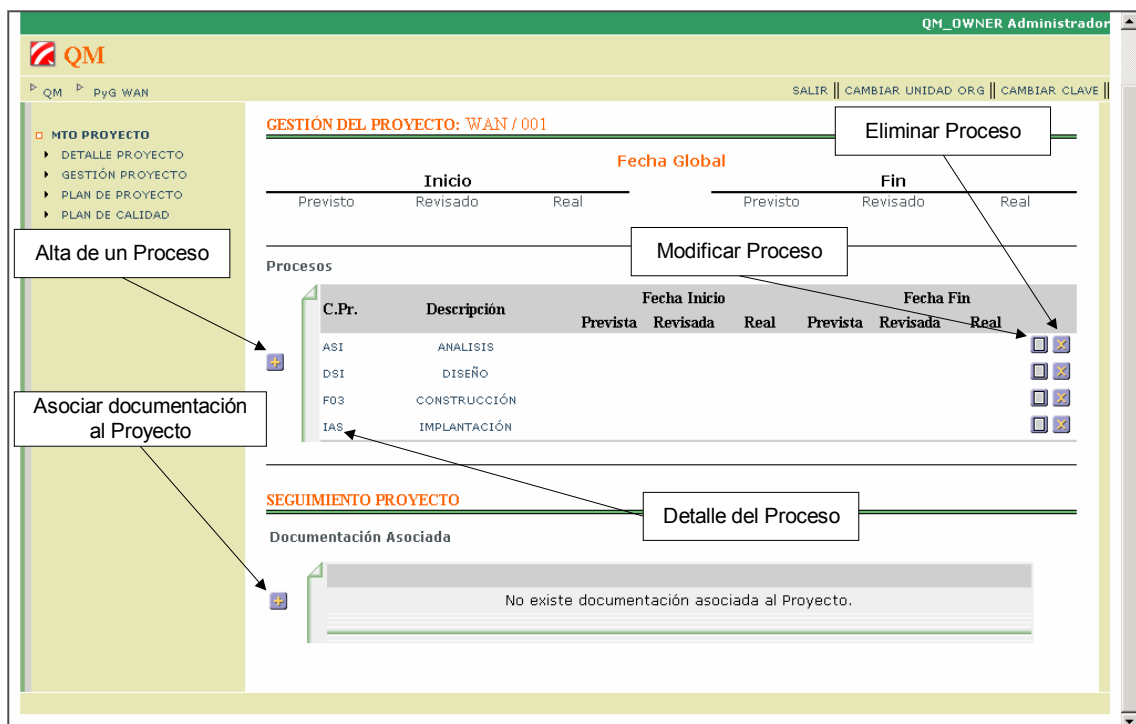 QM_OWNER Administrador
QM
QM PyG WAN
SALIR CAMBIAR UNIDAD ORG CAMBIAR CLAVE
MTO PROYECTO
DETALLE PROYECTO
GESTIÓN PROYECTO
PLAN DE PROYECTO
PLAN DE CALIDAD
GESTIÓN DEL PROYECTO: WAN / 001
Eliminar Proceso
Fecha Global
Inicio Fin
Previsto Revisado Real Previsto Revisado Real
Alta de un Proceso
Modificar Proceso
Procesos
Fecha Inicio Fecha Fin
C.Pr. Descripción
Prevista Revisada Real Prevista Revisada Real
ASI ANALISIS
DSI DISEÑO
F03 CONSTRUCCIÓN
IAS IMPLANTACIÓN
Asociar documentación
al Proyecto
SEGUIMIENTO PROYECTO
Detalle del Proceso
Documentación Asociada
No existe documentación asociada al Proyecto.